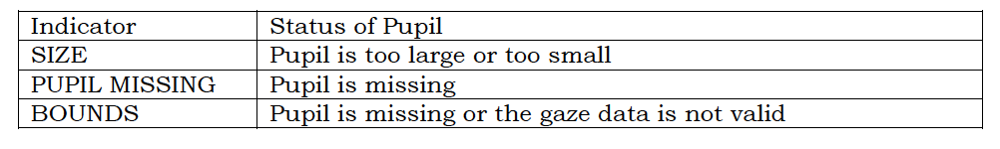 Indicator Status of Pupil
SIZE Pupil is too large or too small
PUPIL MISSING Pupil is missing
BOUNDS Pupil is missing or the gaze data is not valid